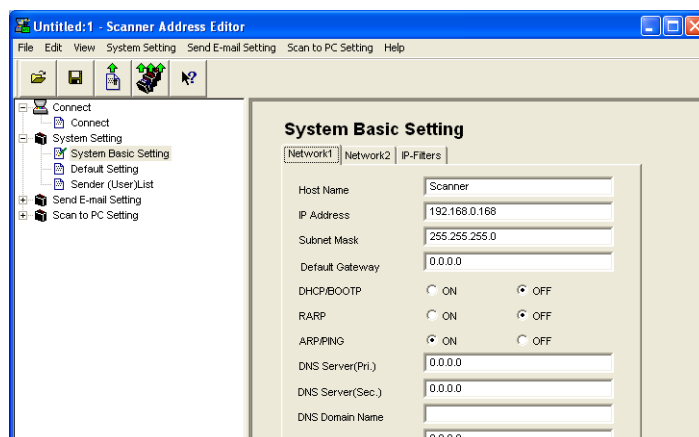 Untitled:1 - Scanner Address Editor
File Edit View System Setting Send E-mail Setting Scan to PC Setting Help
Connect
Connect
System Setting
System Basic Setting
Default Setting
Sender (User)List
Send E-mail Setting
Scan to PC Setting
System Basic Setting
Network1 Network2 IP-Filters
Host Name Scanner
IP Address 192.168.0.168
Subnet Mask 255.255.255.0
Default Gateway 0.0.0.0
DHCP/BOOTP ON OFF
RARP ON OFF
ARP/PING ON OFF
DNS Server(Pri.) 0.0.0.0
DNS Server(Sec.) 0.0.0.0
DNS Domain Name